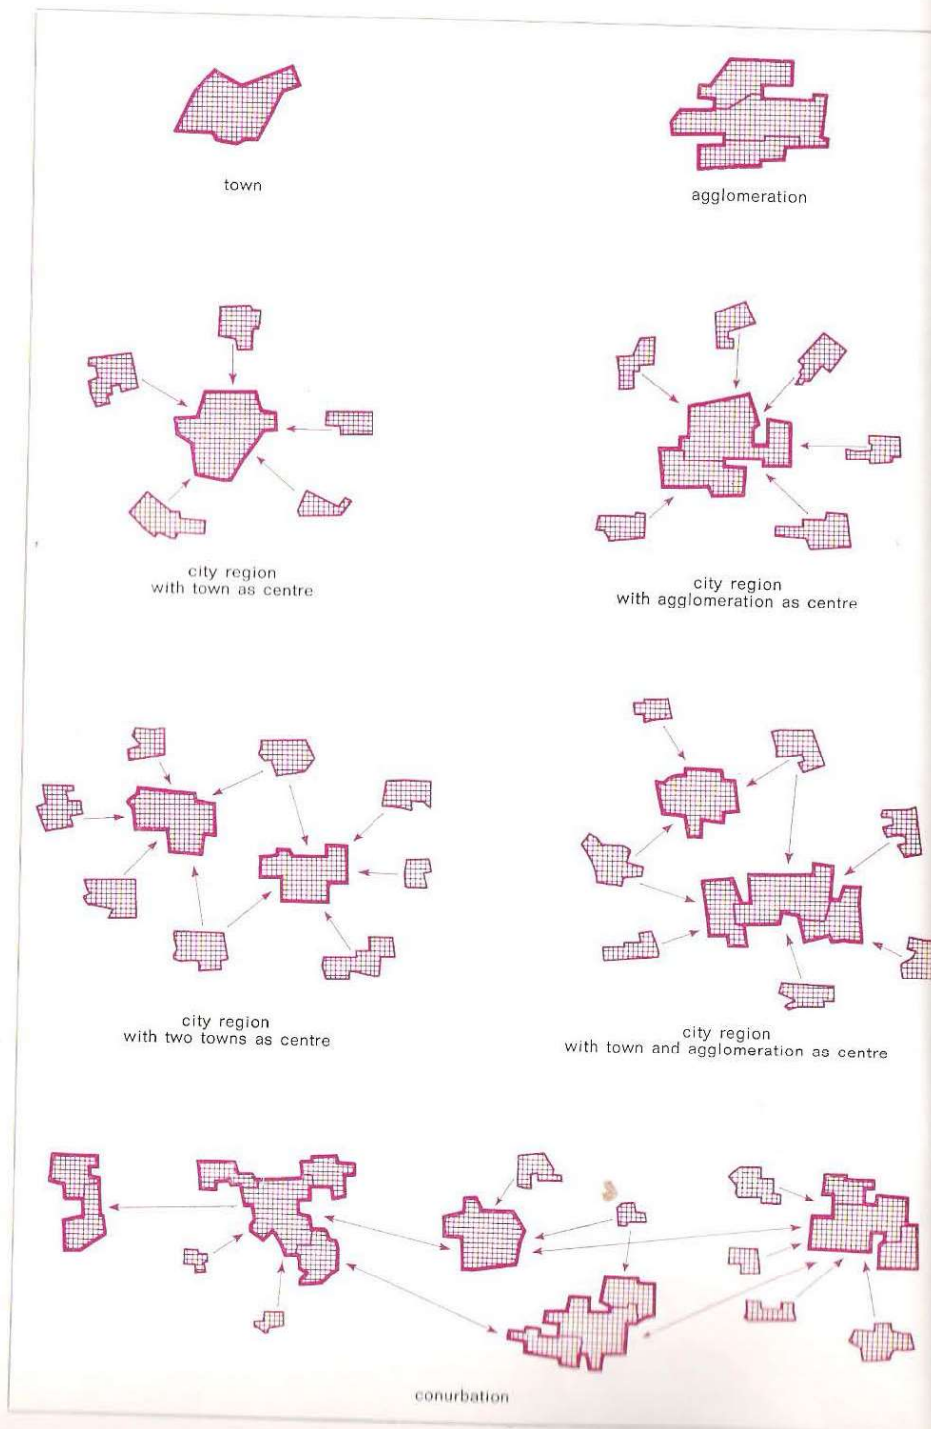 town
agglomeration
city region
with town as centre
city region
with agglomeration as centre
city region
with two towns as centre
city region
with town and agglomeration as centre
conurbation